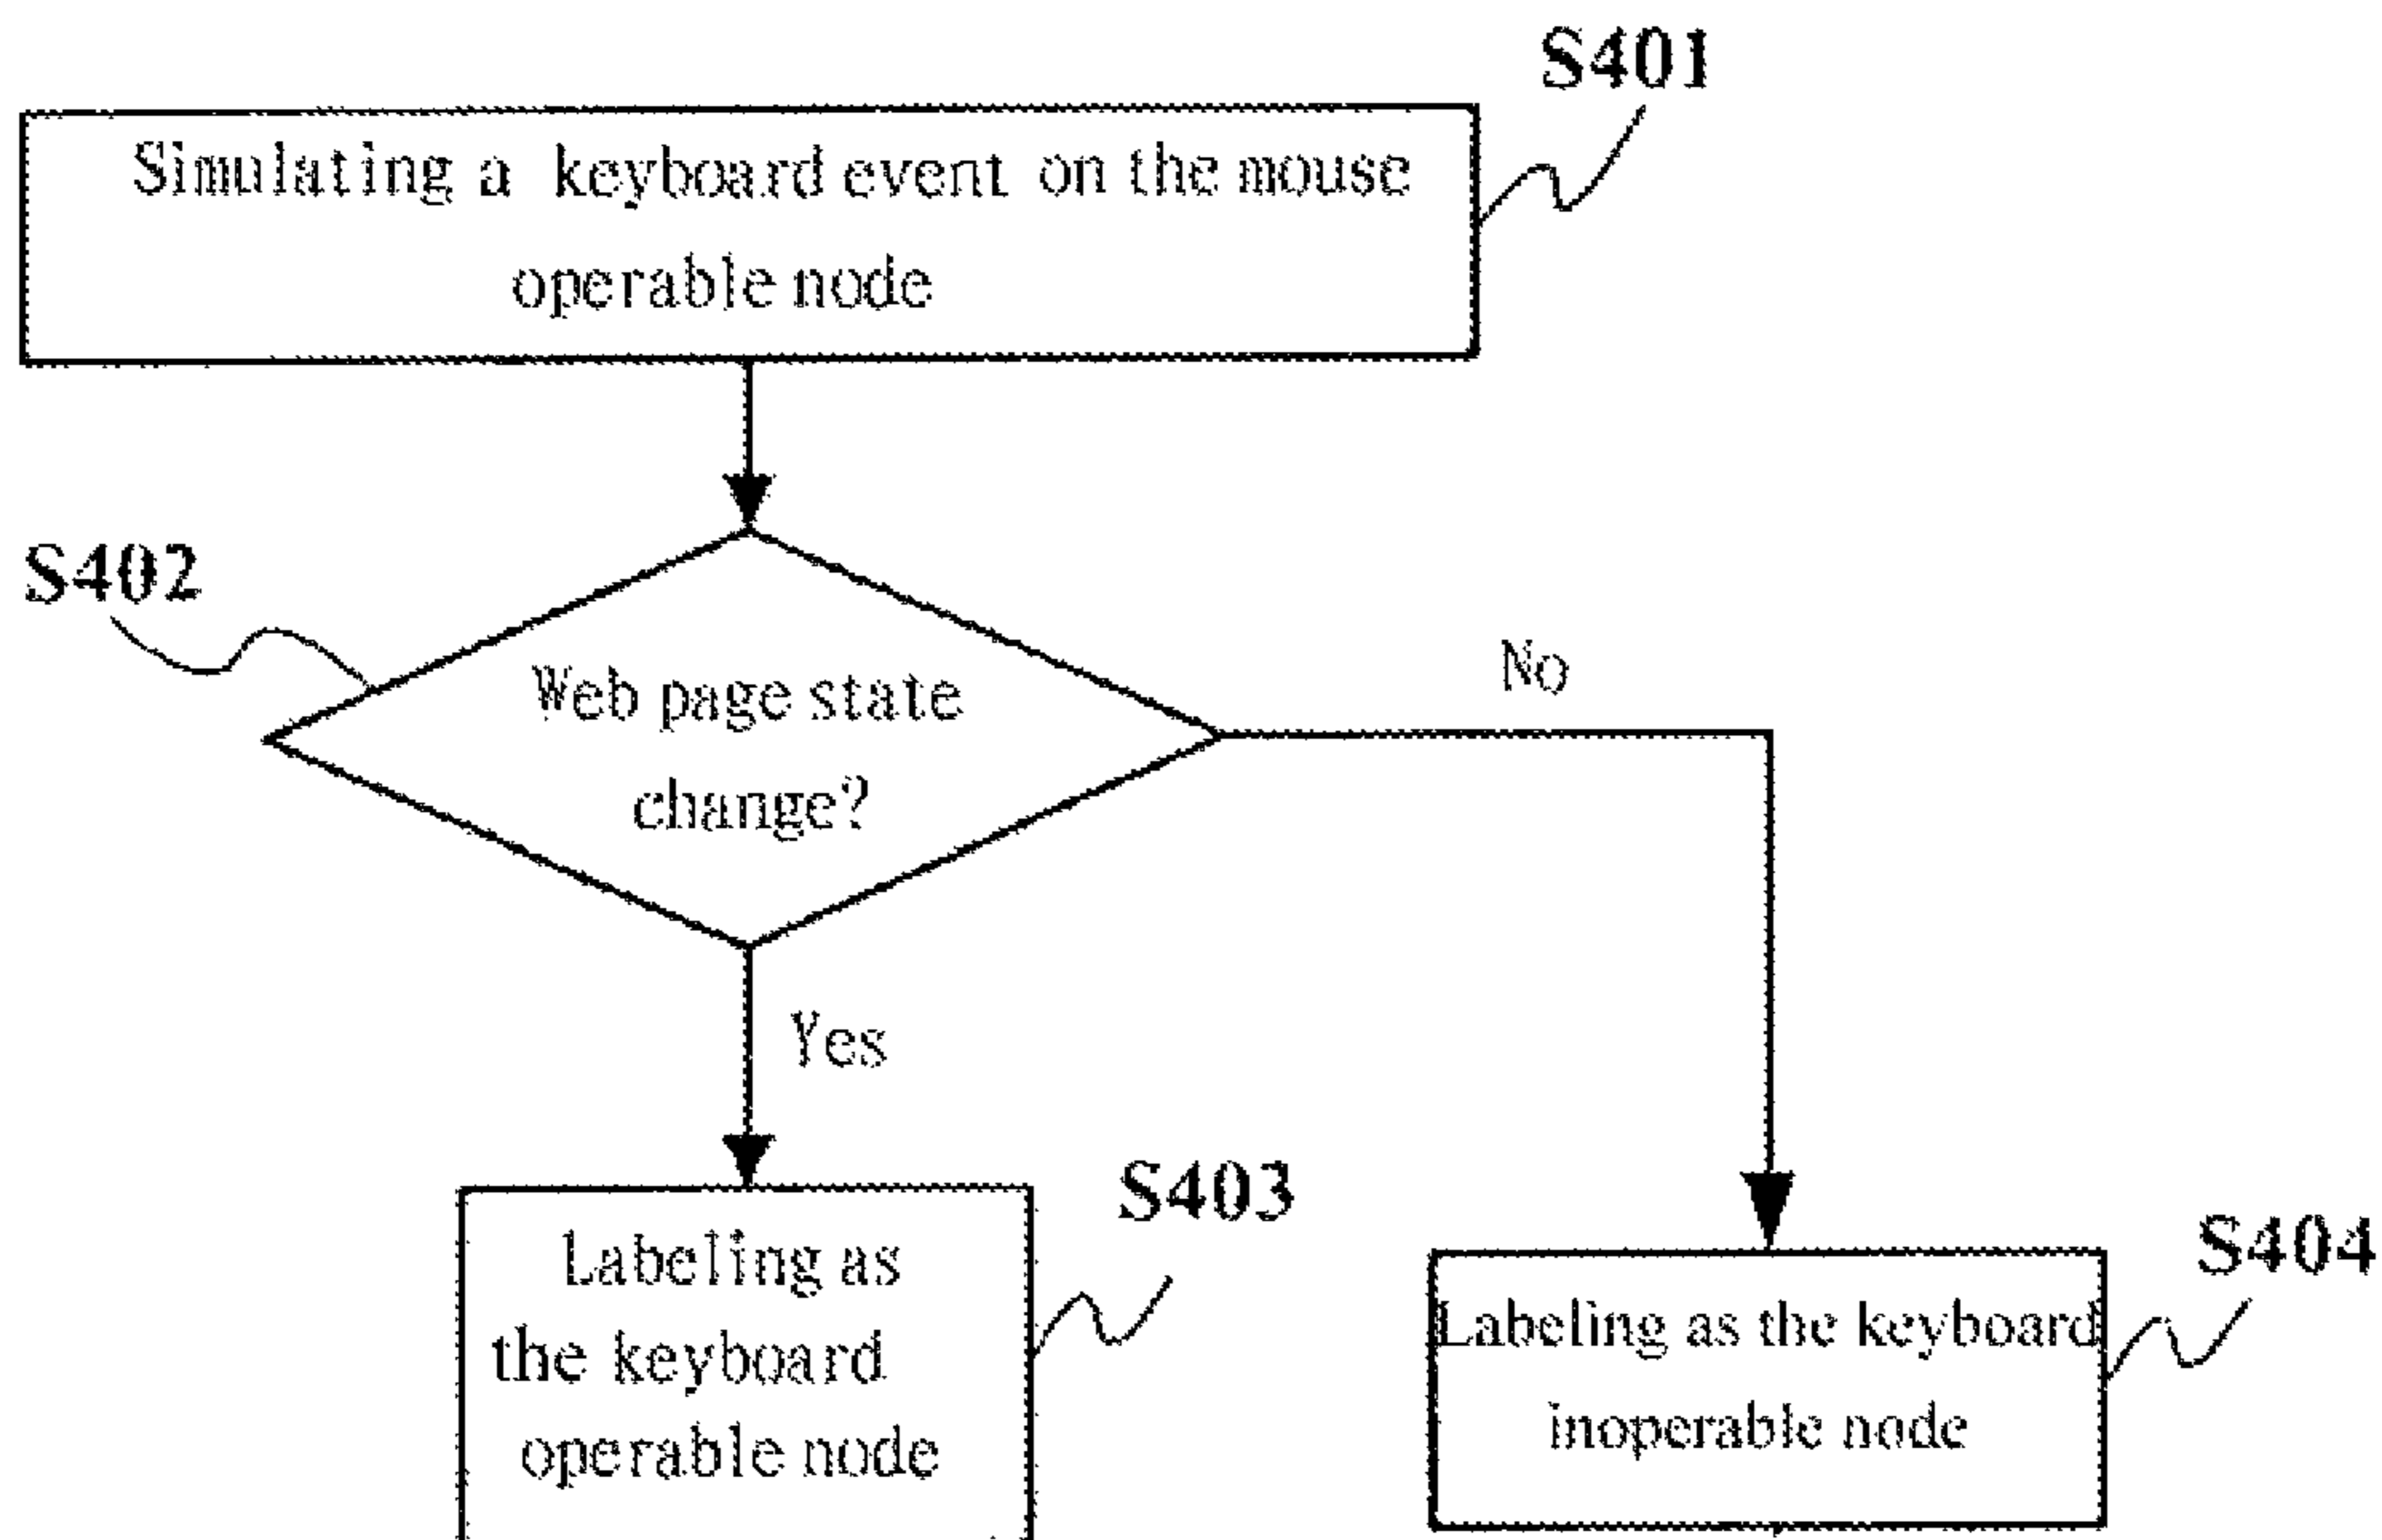 S401
Simulating a keyboard event on the mouse
operable node
S402
Web page state
change?
No
Yes
S403
Labeling as
the keyboard
operable node
S404
Labeling as the keyboard
inoperable node